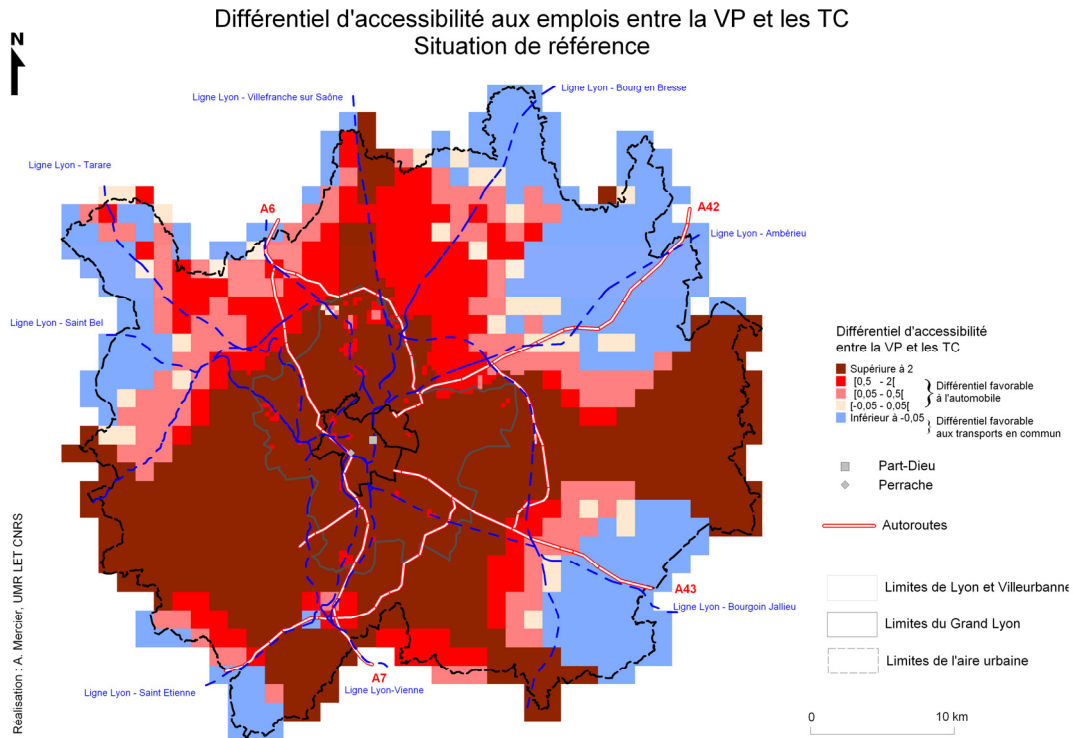 Différentiel d'accessibilité aux emplois entre la VP et les TC
Situation de référence
N
Ligne Lyon - Villefranche sur Saône
Ligne Lyon - Bourg en Bresse
Ligne Lyon - Tarare
A6
A42
Ligne Lyon - Ambérieu
Ligne Lyon - Saint Bel
Différentiel d'accessibilité
entre la VP et les TC
Supérieure à 2
[0,5 - 2[
[0,05 - 0,5[
[-0,05 - 0,05[
Inférieur à -0,05
Différentiel favorable
à l'automobile
Différentiel favorable
aux transports en commun
Part-Dieu
Perrache
Autoroutes
A43
Ligne Lyon - Bourgoin Jallieu
Limites de Lyon et Villeurbanne
Limites du Grand Lyon
Limites de l'aire urbaine
A7
Ligne Lyon-Vienne
Ligne Lyon - Saint Etienne
0 10 km
Realisation : A. Mercier, UMR LET CNRS